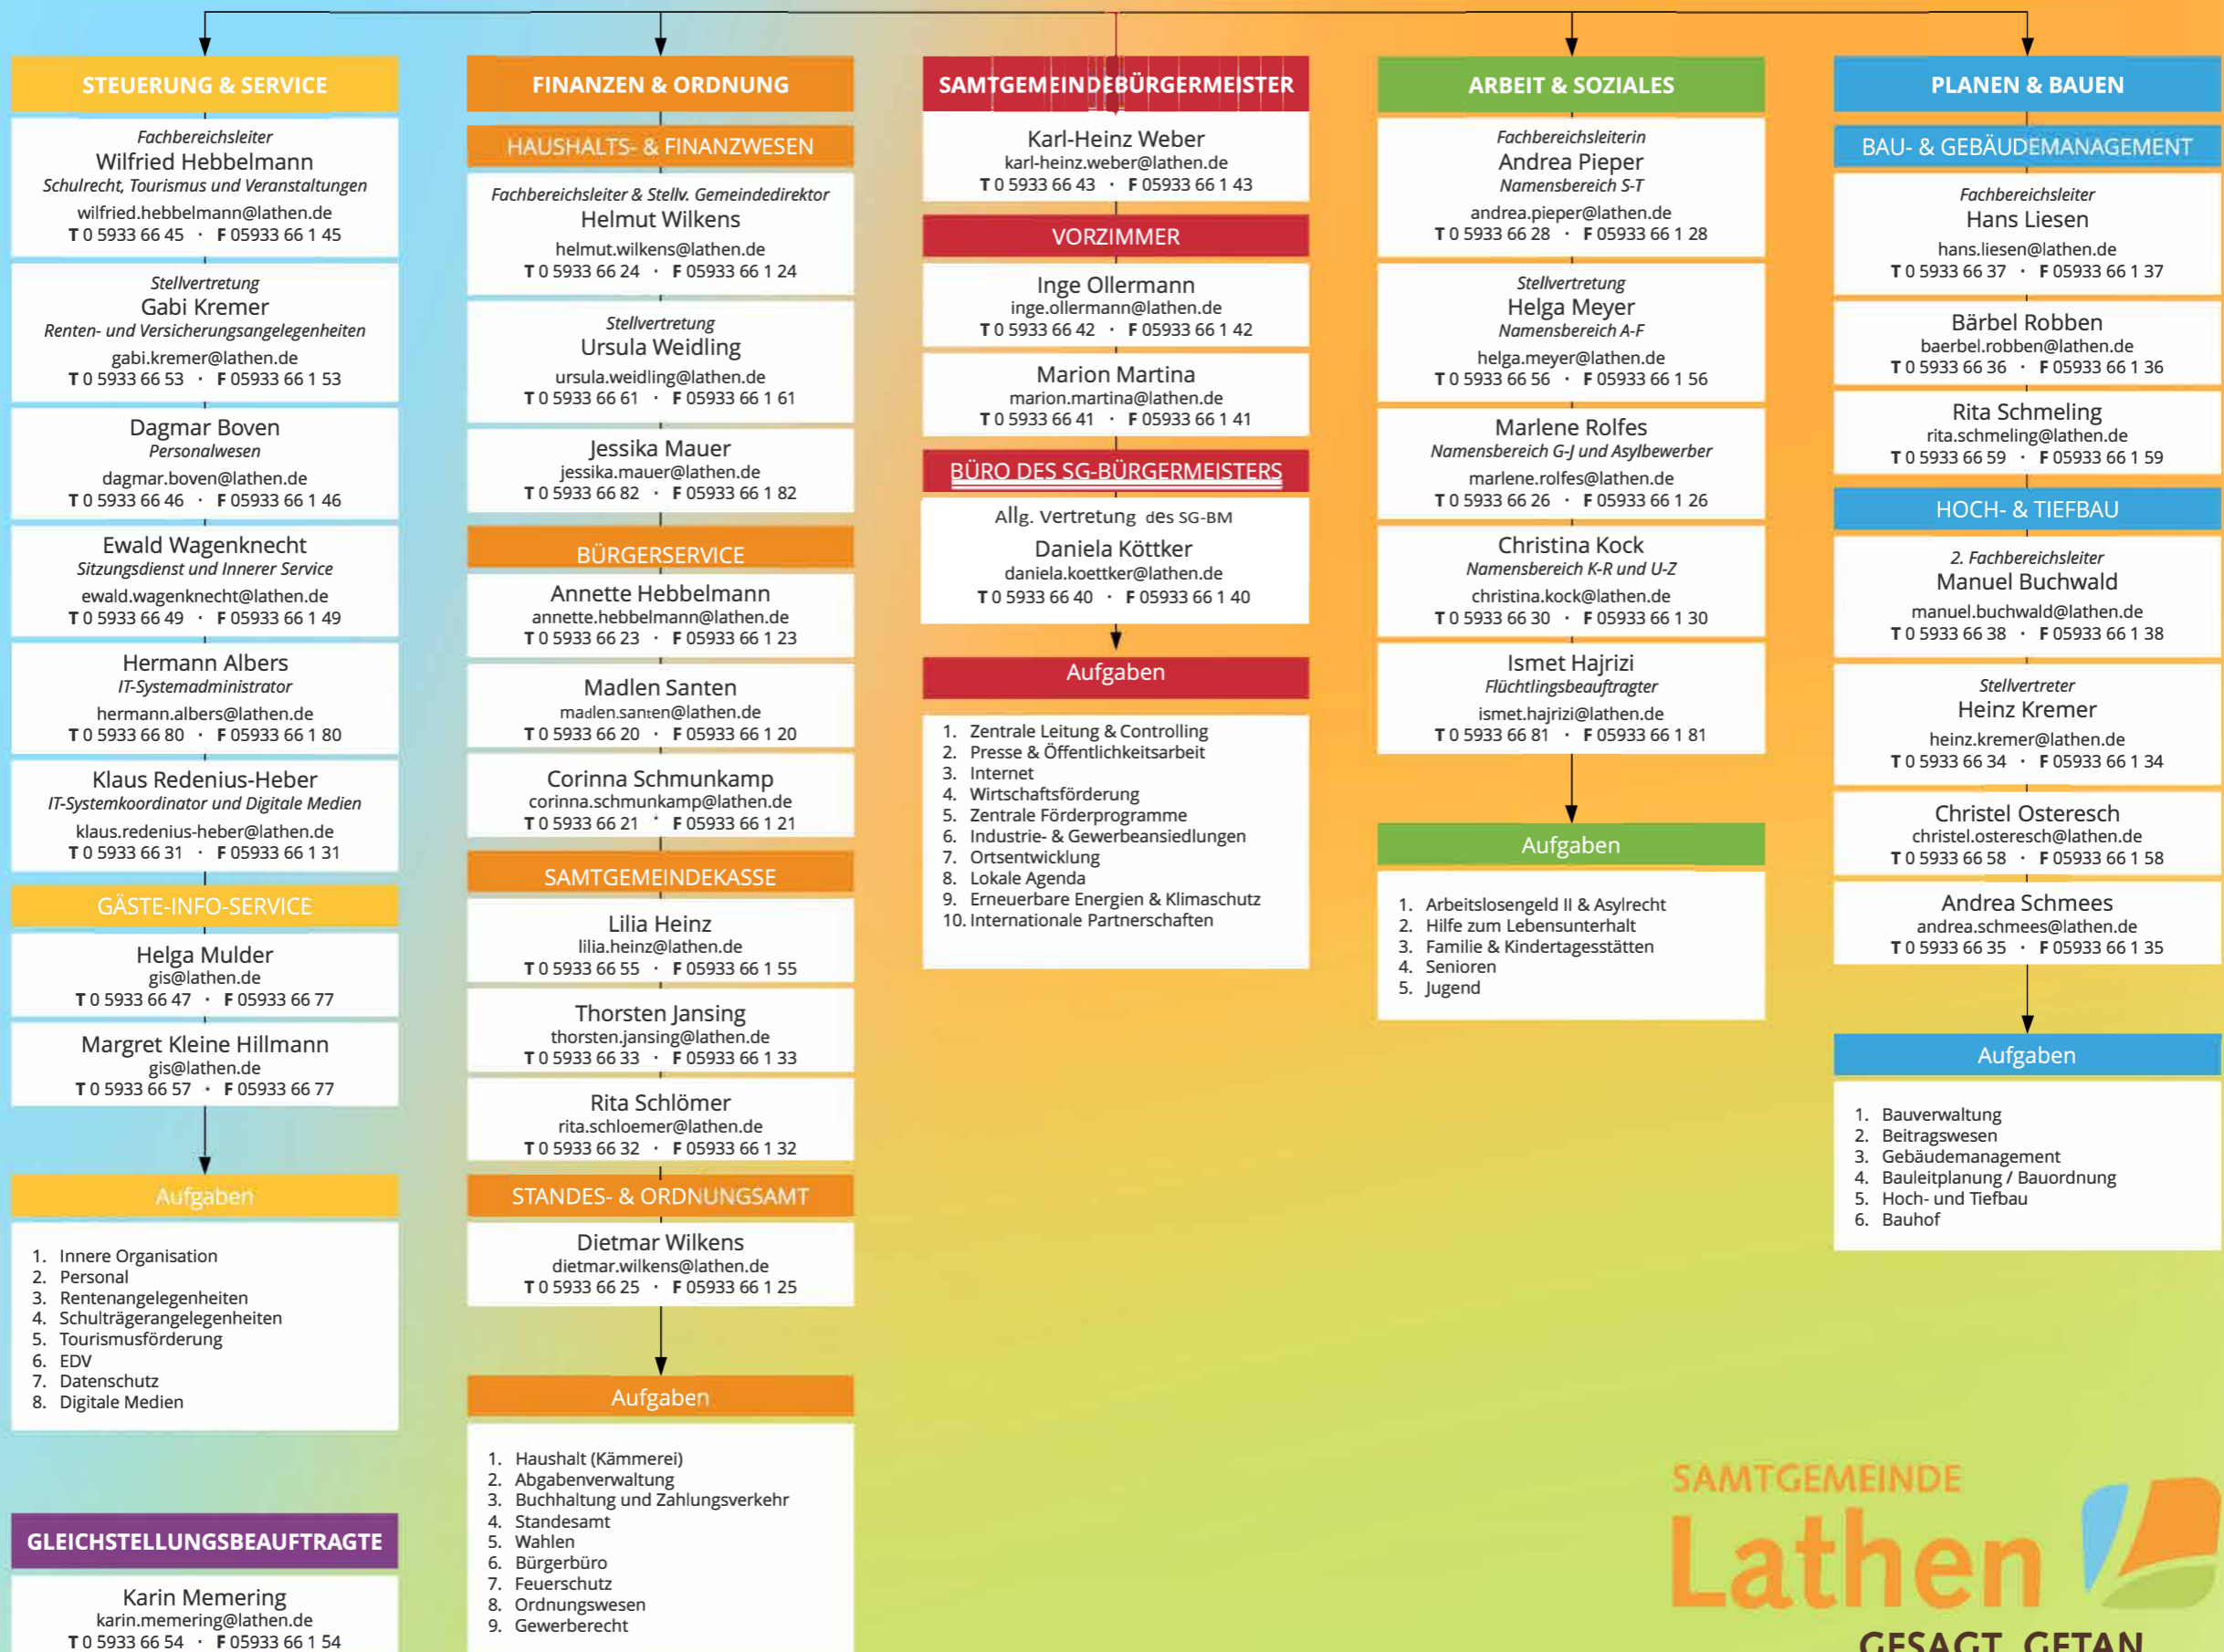 STEUERUNG & SERVICE
Fachbereichsleiter
Wilfried Hebbelmann
Schulrecht, Tourismus und Veranstaltungen
wilfried.hebbelmann@lathen.de
T 0 5933 66 45 · F 05933 66 1 45
Stellvertretung
Gabi Kremer
Renten- und Versicherungsangelegenheiten
gabi.kremer@lathen.de
T 0 5933 66 53 · F 05933 66 1 53
Dagmar Boven
Personalwesen
dagmar.boven@lathen.de
T 0 5933 66 46 · F 05933 66 1 46
Ewald Wagenknecht
Sitzungsdienst und Innerer Service
ewald.wagenknecht@lathen.de
T 0 5933 66 49 · F 05933 66 1 49
Hermann Albers
IT-Systemadministrator
hermann.albers@lathen.de
T 0 5933 66 80 · F 05933 66 1 80
Klaus Redenius-Heber
IT-Systemkoordinator und Digitale Medien
klaus.redenius-heber@lathen.de
T 0 5933 66 31 · F 05933 66 1 31
GÄSTE-INFO-SERVICE
Helga Mulder
gis@lathen.de
T 0 5933 66 47 · F 05933 66 77
Margret Kleine Hillmann
gis@lathen.de
T 0 5933 66 57 · F 05933 66 77
Aufgaben
1. Innere Organisation
2. Personal
3. Rentenangelegenheiten
4. Schulträgerangelegenheiten
5. Tourismusförderung
6. EDV
7. Datenschutz
8. Digitale Medien
GLEICHSTELLUNGSBEAUFTRAGTE
Karin Memering
karin.memering@lathen.de
T 0 5933 66 54 · F 05933 66 1 54
FINANZEN & ORDNUNG
HAUSHALTS- & FINANZWESEN
Fachbereichsleiter & Stellv. Gemeindedirektor
Helmut Wilkens
helmut.wilkens@lathen.de
T 0 5933 66 24 · F 05933 66 1 24
Stellvertretung
Ursula Weidling
ursula.weidling@lathen.de
T 0 5933 66 61 · F 05933 66 1 61
Jessika Mauer
jessika.mauer@lathen.de
T 0 5933 66 82 · F 05933 66 1 82
BÜRGERSERVICE
Annette Hebbelmann
annette.hebbelmann@lathen.de
T 0 5933 66 23 · F 05933 66 1 23
Madlen Santen
madlen.santen@lathen.de
T 0 5933 66 20 · F 05933 66 1 20
Corinna Schmunkamp
corinna.schmunkamp@lathen.de
T 0 5933 66 21 · F 05933 66 1 21
SAMTGEMEINDEKASSE
Lilia Heinz
lilia.heinz@lathen.de
T 0 5933 66 55 · F 05933 66 1 55
Thorsten Jansing
thorsten.jansing@lathen.de
T 0 5933 66 33 · F 05933 66 1 33
Rita Schlömer
rita.schloemer@lathen.de
T 0 5933 66 32 · F 05933 66 1 32
STANDES- & ORDNUNGSAMT
Dietmar Wilkens
dietmar.wilkens@lathen.de
T 0 5933 66 25 · F 05933 66 1 25
Aufgaben
1. Haushalt (Kämmerei)
2. Abgabenverwaltung
3. Buchhaltung und Zahlungsverkehr
4. Standesamt
5. Wahlen
6. Bürgerbüro
7. Feuerschutz
8. Ordnungswesen
9. Gewerberecht
SAMTGEMEINDEBÜRGERMEISTER
Karl-Heinz Weber
karl-heinz.weber@lathen.de
T 0 5933 66 43 · F 05933 66 1 43
VORZIMMER
Inge Ollermann
inge.ollermann@lathen.de
T 0 5933 66 42 · F 05933 66 1 42
Marion Martina
marion.martina@lathen.de
T 0 5933 66 41 · F 05933 66 1 41
BÜRO DES SG-BÜRGERMEISTERS
Allg. Vertretung des SG-BM
Daniela Köttker
daniela.koettker@lathen.de
T 0 5933 66 40 · F 05933 66 1 40
Aufgaben
1. Zentrale Leitung & Controlling
2. Presse & Öffentlichkeitsarbeit
3. Internet
4. Wirtschaftsförderung
5. Zentrale Förderprogramme
6. Industrie- & Gewerbeansiedlungen
7. Ortsentwicklung
8. Lokale Agenda
9. Erneuerbare Energien & Klimaschutz
10. Internationale Partnerschaften
ARBEIT & SOZIALES
Fachbereichsleiterin
Andrea Pieper
Namensbereich S-T
andrea.pieper@lathen.de
T 0 5933 66 28 · F 05933 66 1 28
Stellvertretung
Helga Meyer
Namensbereich A-F
helga.meyer@lathen.de
T 0 5933 66 56 · F 05933 66 1 56
Marlene Rolfes
Namensbereich G-J und Asylbewerber
marlene.rolfes@lathen.de
T 0 5933 66 26 · F 05933 66 1 26
Christina Kock
Namensbereich K-R und U-Z
christina.kock@lathen.de
T 0 5933 66 30 · F 05933 66 1 30
Ismet Hajrizi
Flüchtlingsbeauftragter
ismet.hajrizi@lathen.de
T 0 5933 66 81 · F 05933 66 1 81
Aufgaben
1. Arbeitslosengeld II & Asylrecht
2. Hilfe zum Lebensunterhalt
3. Familie & Kindertagesstätten
4. Senioren
5. Jugend
PLANEN & BAUEN
BAU- & GEBÄUDEMANAGEMENT
Fachbereichsleiter
Hans Liesen
hans.liesen@lathen.de
T 0 5933 66 37 · F 05933 66 1 37
Bärbel Robben
baerbel.robben@lathen.de
T 0 5933 66 36 · F 05933 66 1 36
Rita Schmeling
rita.schmeling@lathen.de
T 0 5933 66 59 · F 05933 66 1 59
HOCH- & TIEFBAU
2. Fachbereichsleiter
Manuel Buchwald
manuel.buchwald@lathen.de
T 0 5933 66 38 · F 05933 66 1 38
Stellvertreter
Heinz Kremer
heinz.kremer@lathen.de
T 0 5933 66 34 · F 05933 66 1 34
Christel Osteresch
christel.osteresch@lathen.de
T 0 5933 66 58 · F 05933 66 1 58
Andrea Schmees
andrea.schmees@lathen.de
T 0 5933 66 35 · F 05933 66 1 35
Aufgaben
1. Bauverwaltung
2. Beitragswesen
3. Gebäudemanagement
4. Bauleitplanung / Bauordnung
5. Hoch- und Tiefbau
6. Bauhof
SAMTGEMEINDE
Lathen
GESAGT. GETAN